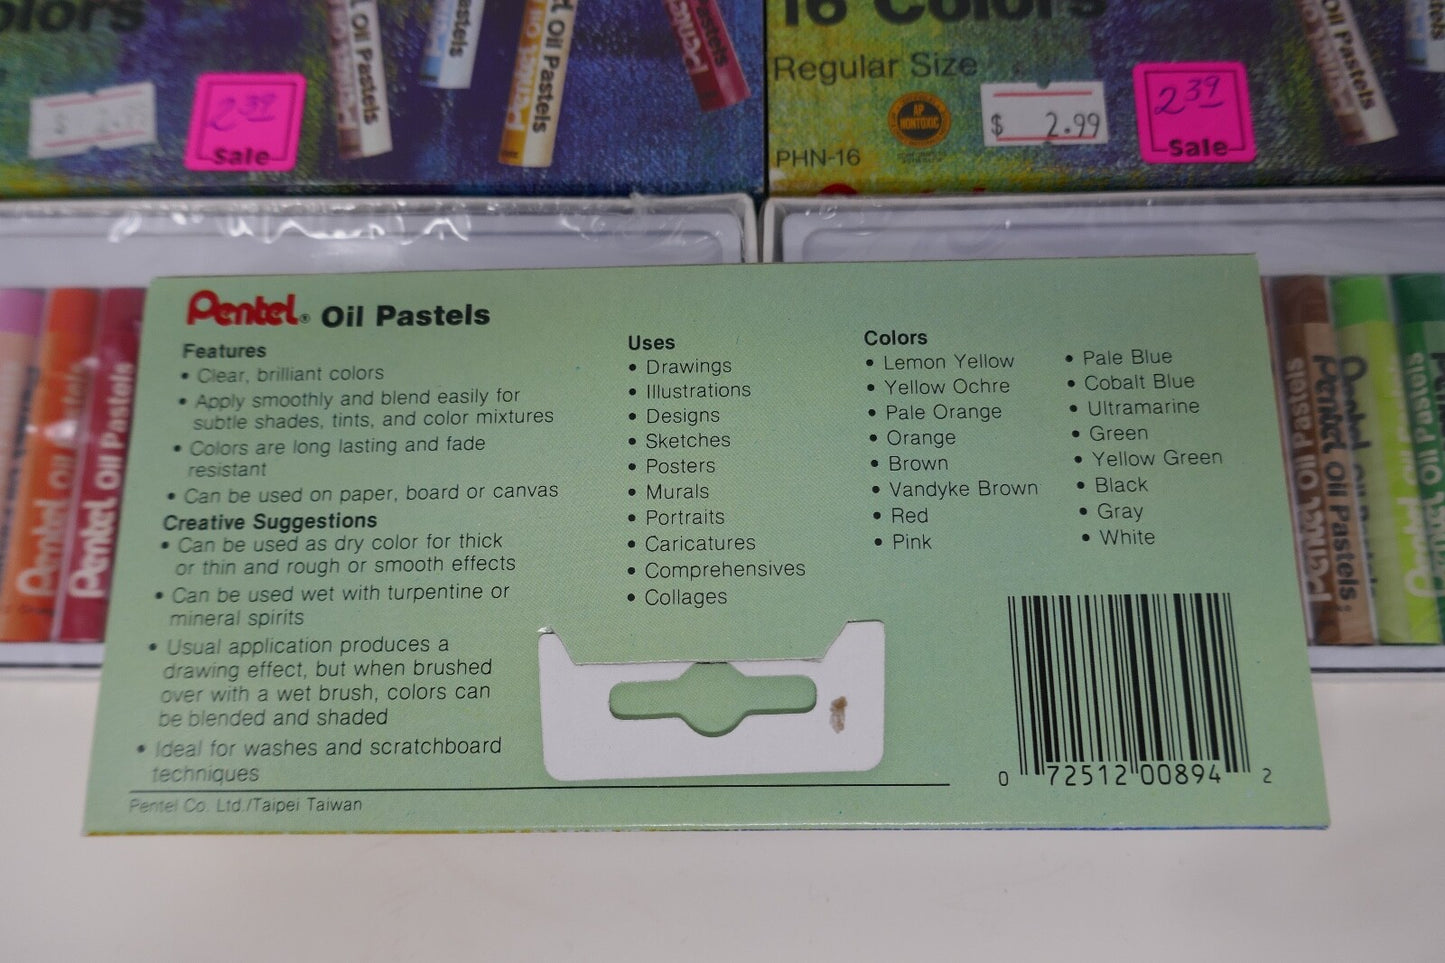 olors
Pentel Oil Pastels
Pastels
Oil Pastels
Pastels
2.39
Sale
16 Colors
Regular Size
AP
NONTOXIC
$ 2.99
2.39
Sale
PHN-16
Oil Pastels
Pentel® Oil Pastels
Features
• Clear, brilliant colors
• Apply smoothly and blend easily for
subtle shades, tints, and color mixtures
• Colors are long lasting and fade
resistant
• Can be used on paper, board or canvas
Creative Suggestions
• Can be used as dry color for thick
or thin and rough or smooth effects
• Can be used wet with turpentine or
mineral spirits
• Usual application produces a
drawing effect, but when brushed
over with a wet brush, colors can
be blended and shaded
• Ideal for washes and scratchboard
techniques
Pentel Co. Ltd./Taipei Taiwan
Uses
• Drawings
• Illustrations
• Designs
• Sketches
• Posters
• Murals
• Portraits
• Caricatures
• Comprehensives
• Collages
Colors
• Lemon Yellow
• Yellow Ochre
• Pale Orange
• Orange
• Brown
• Vandyke Brown
• Red
• Pink
• Pale Blue
• Cobalt Blue
• Ultramarine
• Green
• Yellow Green
• Black
• Gray
• White
0 72512 00894 2
Pentel Oil Pastels
Pentel Oil Pastels
Pentel Oil Pastels
Pentel Oil Pastels
Pentel Oil Pastels